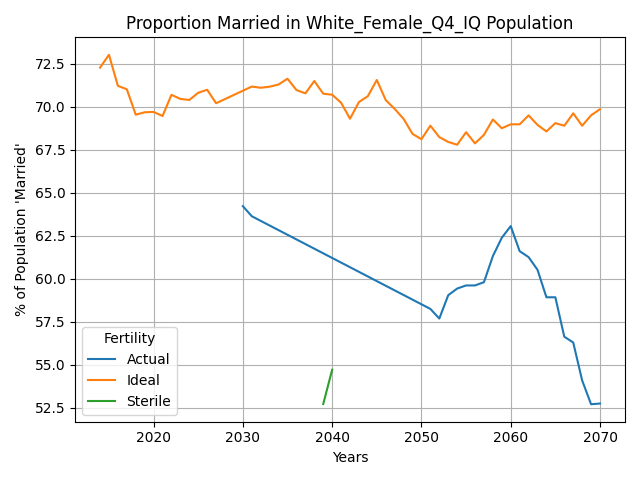 Proportion Married in White_Female_Q4_IQ Population
% of Population 'Married'
72.5
70.0
67.5
65.0
62.5
60.0
57.5
55.0
52.5
Fertility
Actual
Ideal
Sterile
2020 2030 2040 2050 2060 2070
Years